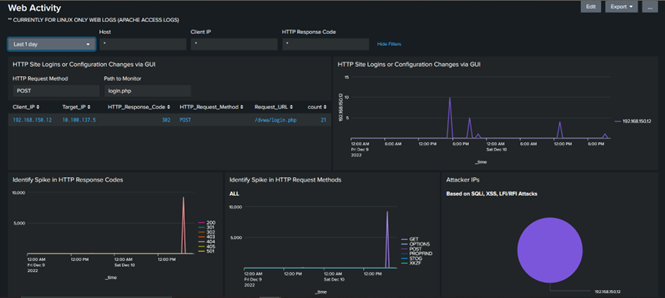 Web Activity
** CURRENTLY FOR LINUX ONLY WEB LOGS (APACHE ACCESS LOGS)
Edit
Export
...
Host
Client IP
HTTP Response Code
Last 1 day
*
*
*
Hide Filters
HTTP Site Logins or Configuration Changes via GUI
HTTP Request Method
Path to Monitor
POST
login.php
Client_IP Target_IP HTTP_Response_Code HTTP_Request_Method Request_URL count
192.168.150.12 10.100.137.5 302 POST /dvwa/login.php 21
HTTP Site Logins or Configuration Changes via GUI
192.168.150.12
15
10
5
192.168.150.12
12:00 AM 6:00 AM 12:00 PM 6:00 PM 12:00 AM 6:00 AM 12:00 PM 6:00 PM
Fri Dec 9 Sat Dec 10
2022
_time
Identify Spike in HTTP Response Codes
10,000
5,000
200
301
302
403
404
405
501
12:00 AM 12:00 PM 12:00 AM 12:00 PM
Fri Dec 9 Sat Dec 10
2022
_time
Identify Spike in HTTP Request Methods
ALL
10,000
5,000
GET
OPTIONS
POST
PROPFIND
12:00 AM 12:00 PM 12:00 AM 12:00 PM
Fri Dec 9 Sat Dec 10
2022
_time
Attacker IPs
Based on SQLi, XSS, LFI/RFI Attacks
192.168.150.12